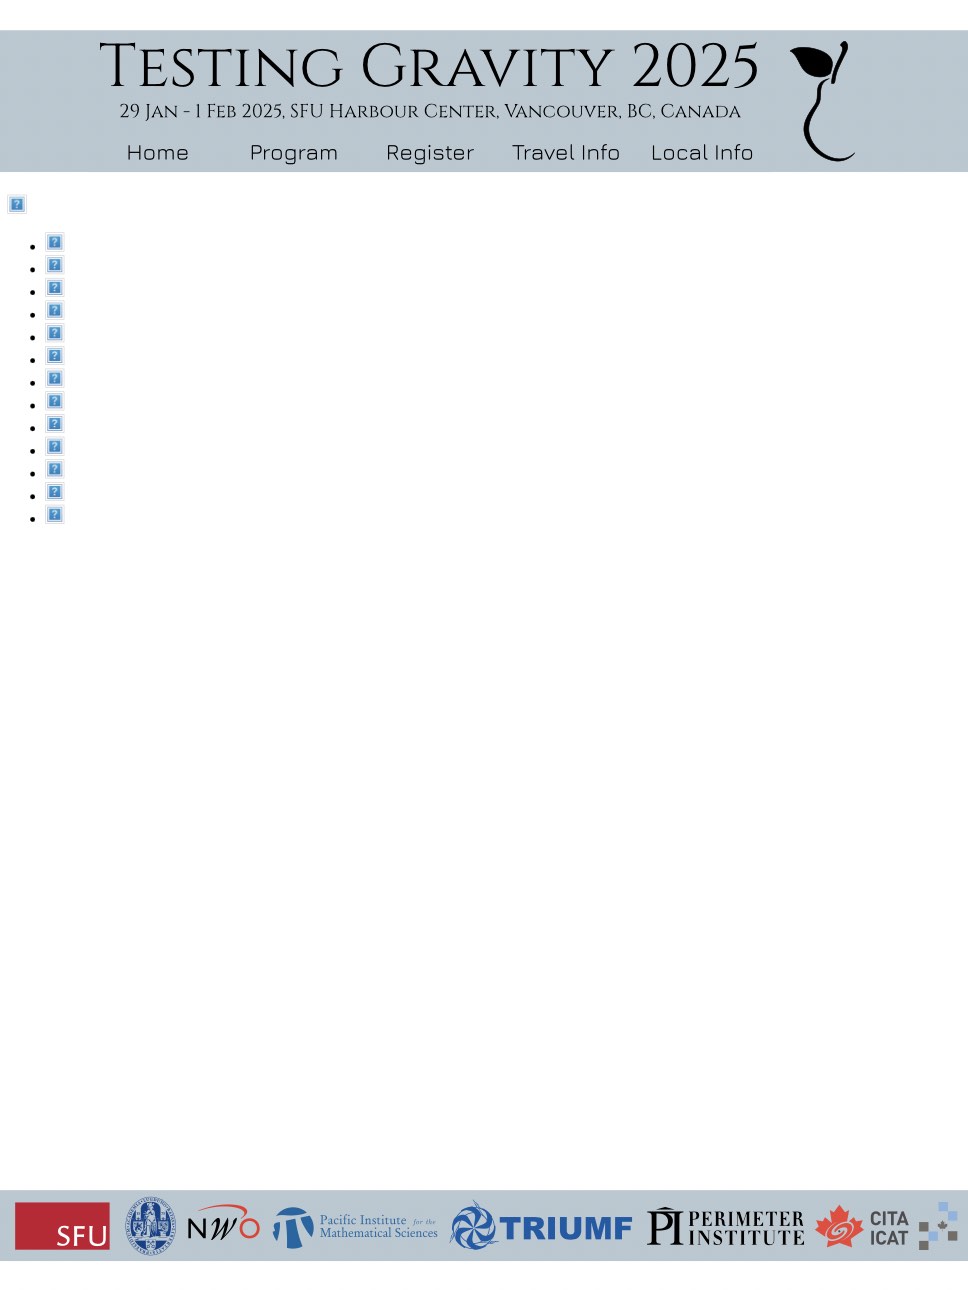 Testing Gravity 2025
29 Jan - 1 Feb 2025, SFU Harbour Center, Vancouver, BC, Canada
Home Program Register Travel Info Local Info
SFU
NWO
Pacific Institute for the
Mathematical Sciences
TRIUMF
PI PERIMETER
INSTITUTE
CITA
ICAT